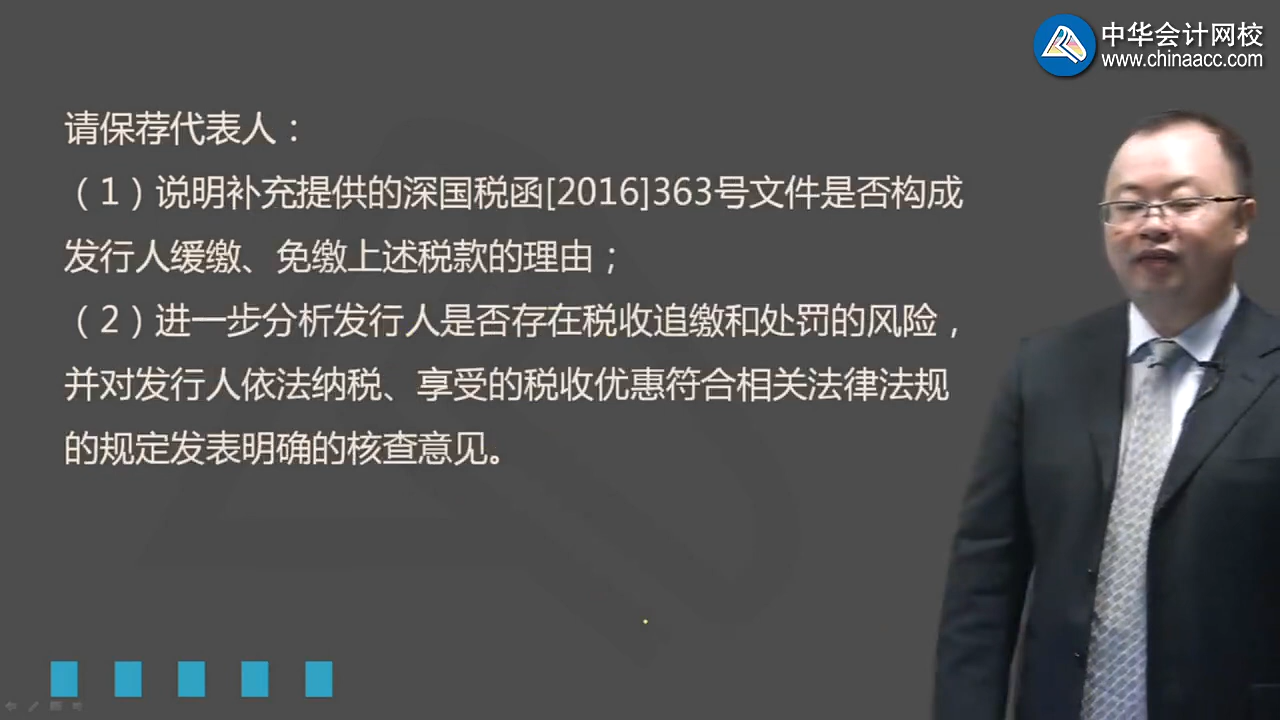 中华会计网校
www.chinaacc.com
请保荐代表人：
（1）说明补充提供的深国税函[2016]363号文件是否构成
发行人缓缴、免缴上述税款的理由；
（2）进一步分析发行人是否存在税收追缴和处罚的风险，
并对发行人依法纳税、享受的税收优惠符合相关法律法规
的规定发表明确的核查意见。